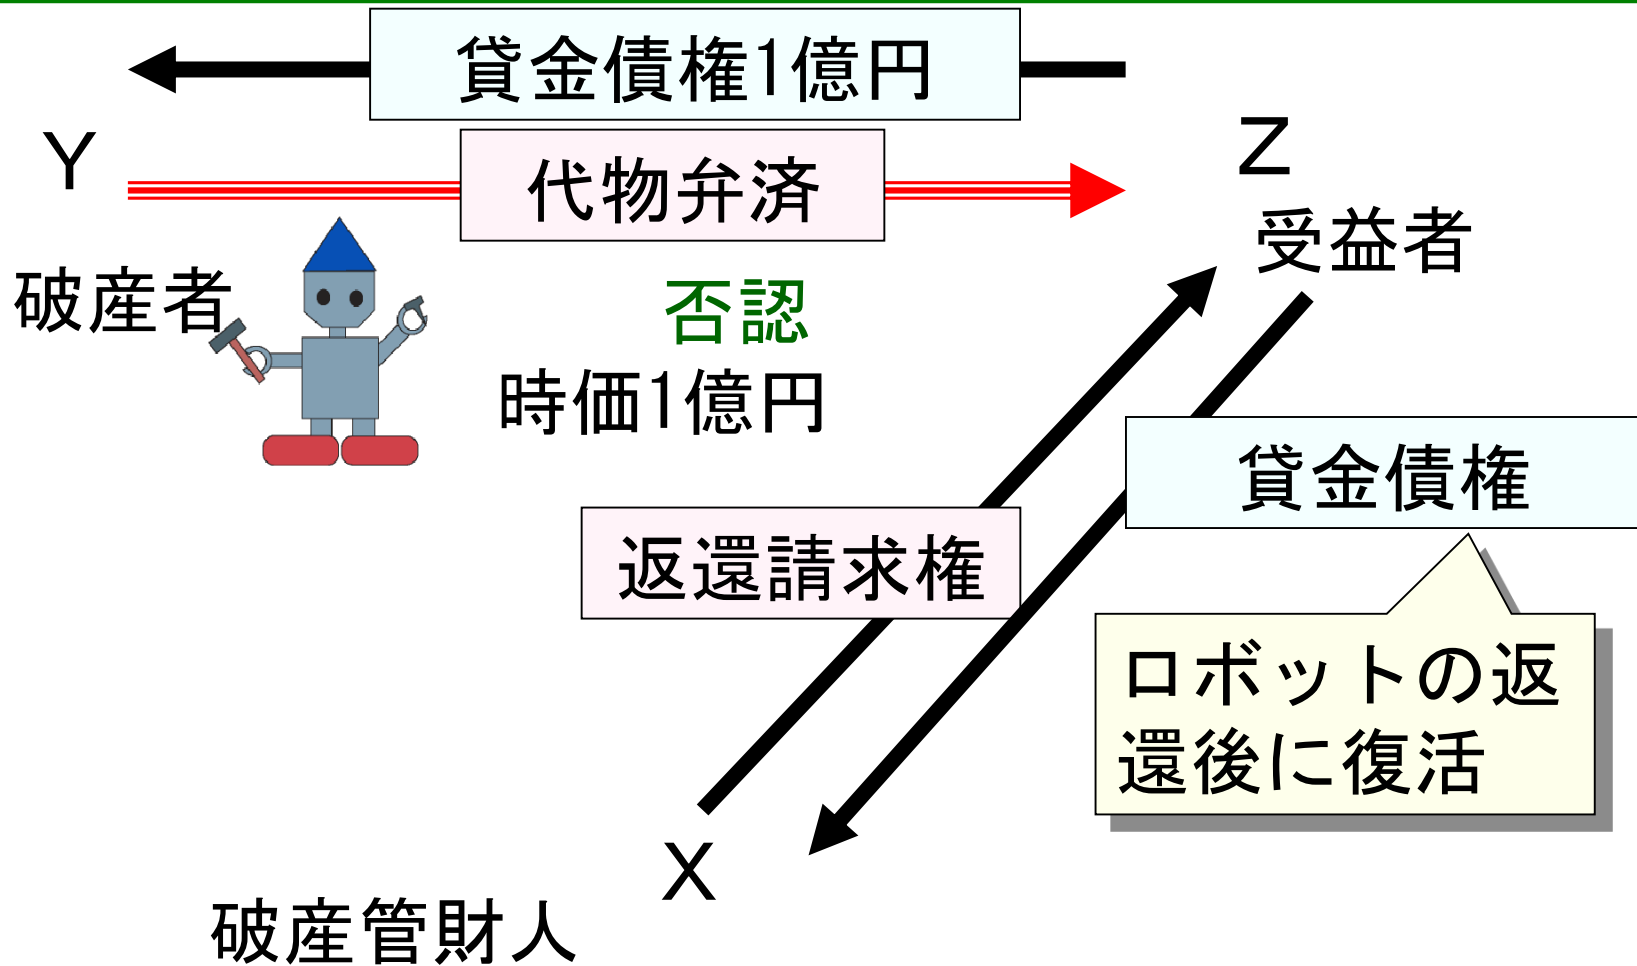 貸金債権1億円
Y
代物弁済
Z
受益者
破産者
否認
時価1億円
貸金債権
返還請求権
ロボットの返
還後に復活
X
破産管財人